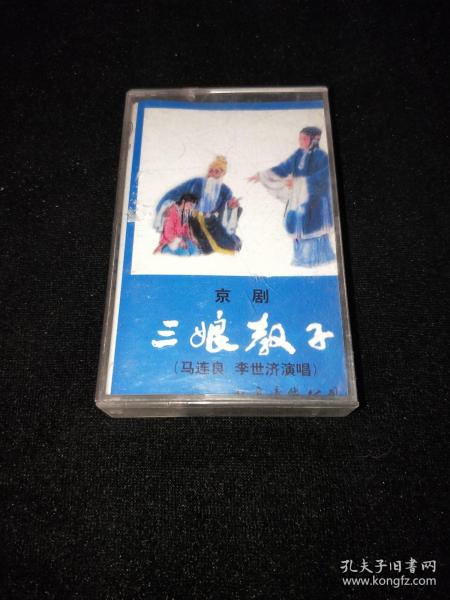 京 剧
三娘教子
(马连良 李世济演唱)
孔夫子旧书网
www.kongfz.com